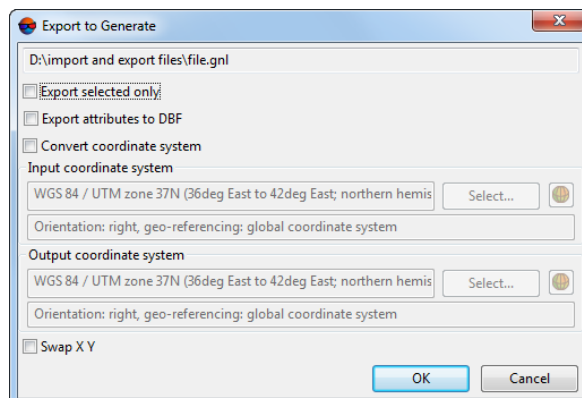 Export to Generate
D:\import and export files\file.gnl
Export selected only
Export attributes to DBF
Convert coordinate system
Input coordinate system
WGS 84 / UTM zone 37N (36deg East to 42deg East; northern hemis
Select...
Orientation: right, geo-referencing: global coordinate system
Output coordinate system
WGS 84 / UTM zone 37N (36deg East to 42deg East; northern hemis
Select...
Orientation: right, geo-referencing: global coordinate system
Swap X Y
OK Cancel